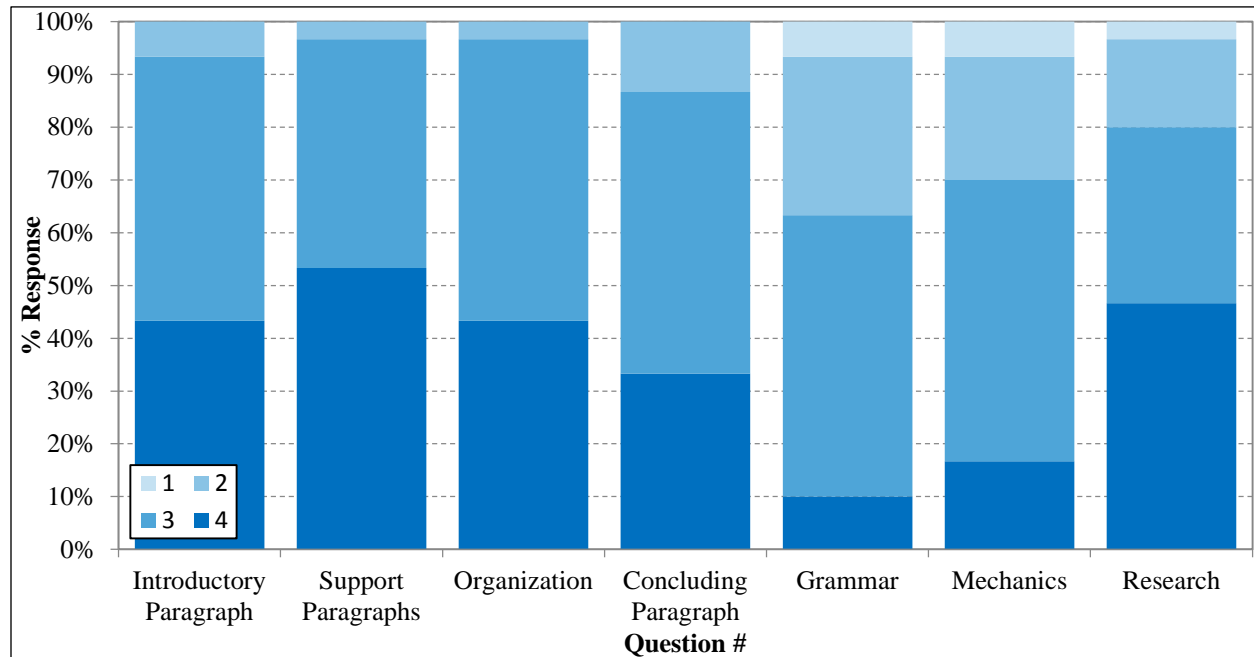 100%
90%
80%
70%
60%
50%
40%
30%
20%
10%
0%
% Response
1 2
3 4
Introductory Paragraph
Support Paragraphs
Organization
Concluding Paragraph
Grammar
Mechanics
Research
Question #